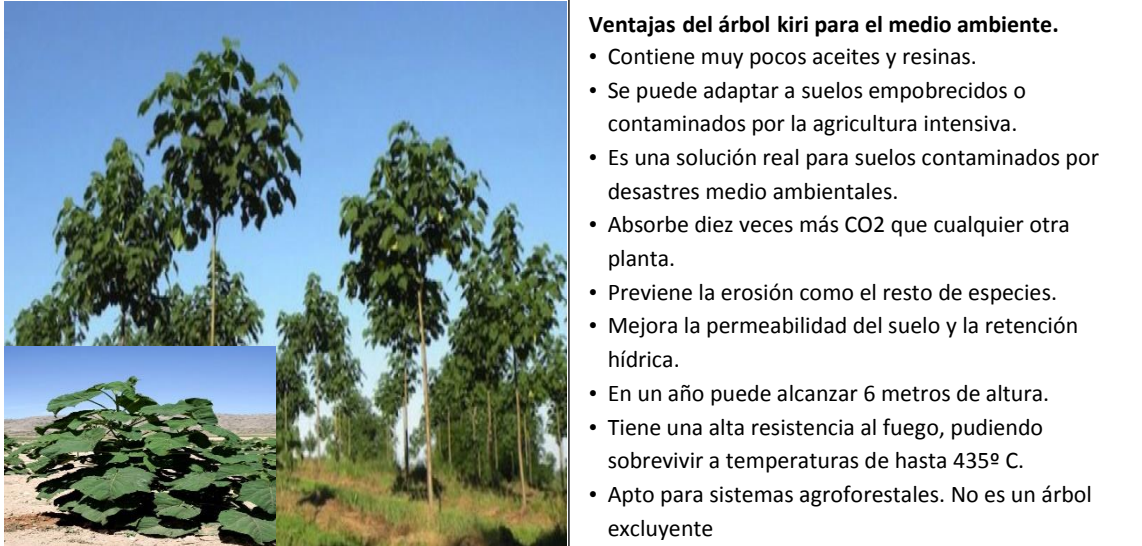 Ventajas del árbol kiri para el medio ambiente.
• Contiene muy pocos aceites y resinas.
• Se puede adaptar a suelos empobrecidos o
contaminados por la agricultura intensiva.
• Es una solución real para suelos contaminados por
desastres medio ambientales.
• Absorbe diez veces más CO2 que cualquier otra
planta.
• Previene la erosión como el resto de especies.
• Mejora la permeabilidad del suelo y la retención
hídrica.
• En un año puede alcanzar 6 metros de altura.
• Tiene una alta resistencia al fuego, pudiendo
sobrevivir a temperaturas de hasta 435º C.
• Apto para sistemas agroforestales. No es un árbol
excluyente